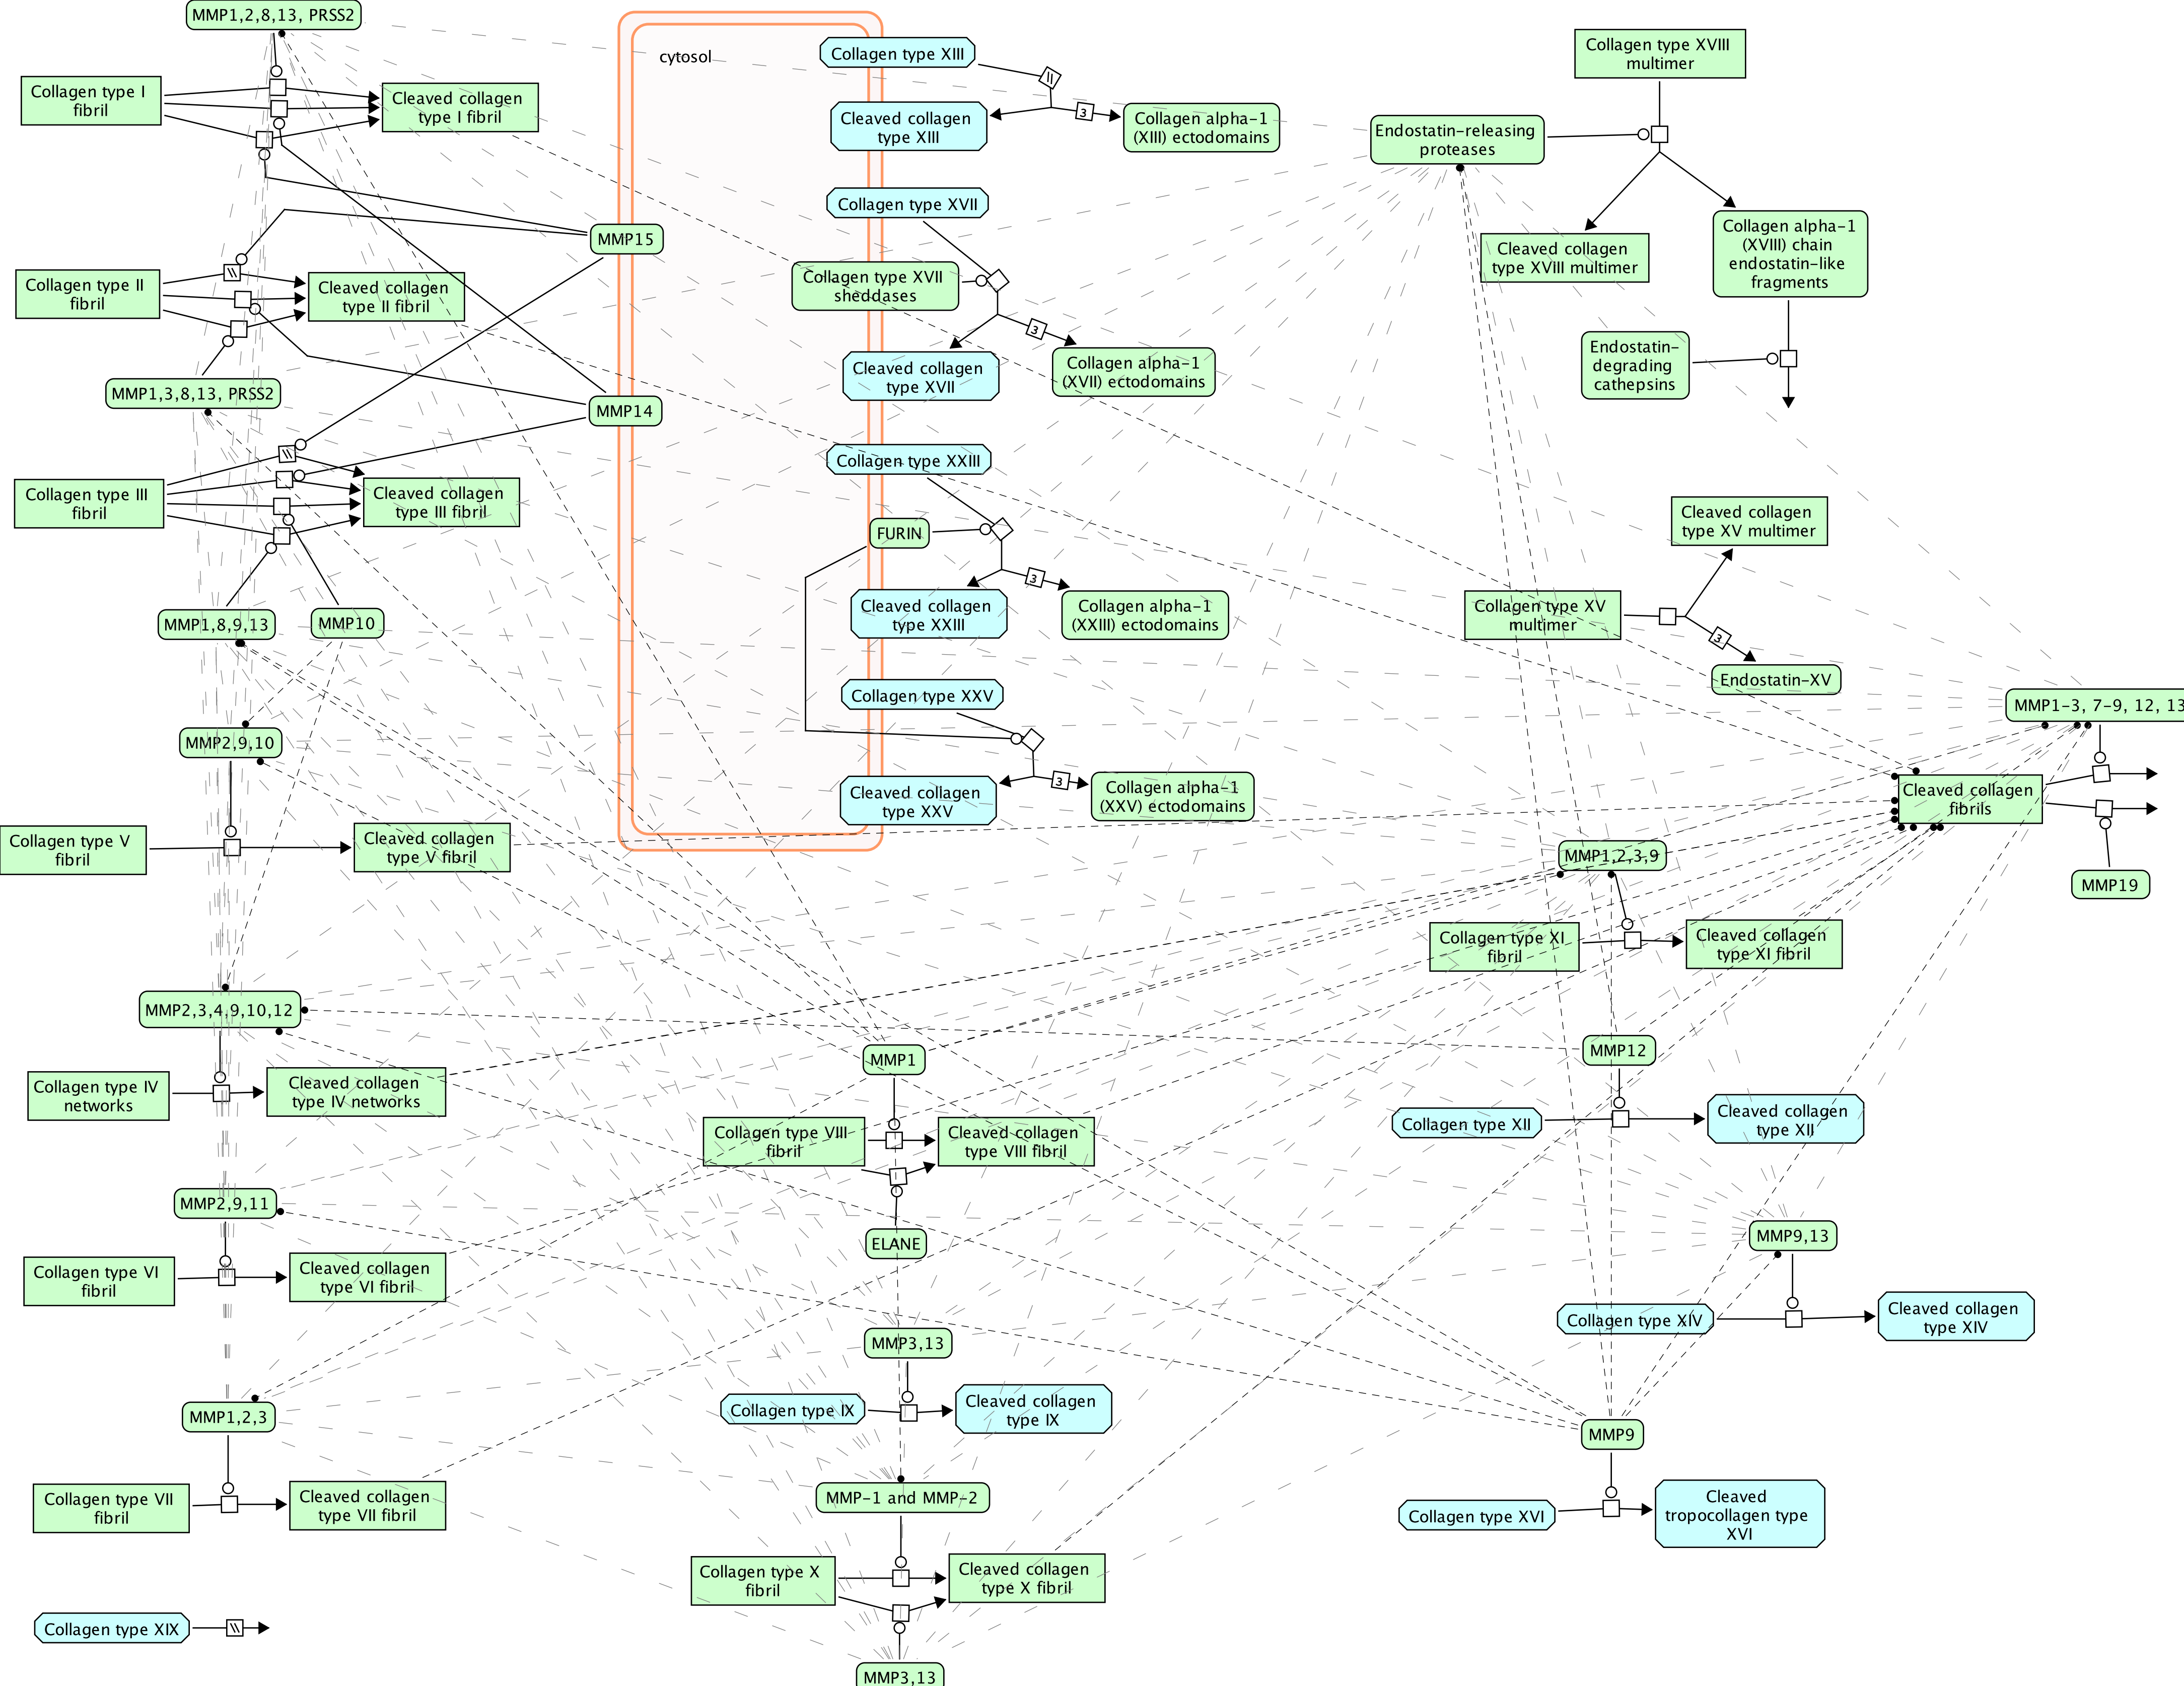 MMP1,2,8,13, PRSS2
Collagen type I
fibril
Cleaved collagen
type I fibril
cytosol
Collagen type XIII
Cleaved collagen
type XIII
3
Collagen alpha-1
(XIII) ectodomains
Collagen type XVIII
multimer
Endostatin-releasing
proteases
Cleaved collagen
type XVIII multimer
Collagen alpha-1
(XVIII) chain
endostatin-like
fragments
Endostatin-
degrading
cathepsins
MMP15
Collagen type XVII
Collagen type XVII
sheddases
3
Cleaved collagen
type XVII
Collagen alpha-1
(XVII) ectodomains
Collagen type II
fibril
Cleaved collagen
type II fibril
MMP1,3,8,13, PRSS2
MMP14
Collagen type III
fibril
Cleaved collagen
type III fibril
Collagen type XXIII
FURIN
3
Cleaved collagen
type XXIII
Collagen alpha-1
(XXIII) ectodomains
Cleaved collagen
type XV multimer
Collagen type XV
multimer
3
Endostatin-XV
MMP1,8,9,13
MMP10
MMP2,9,10
Collagen type XXV
3
Cleaved collagen
type XXV
Collagen alpha-1
(XXV) ectodomains
MMP1-3, 7-9, 12, 13
Cleaved collagen
fibrils
MMP19
Collagen type V
fibril
Cleaved collagen
type V fibril
MMP1,2,3,9
Collagen type XI
fibril
Cleaved collagen
type XI fibril
MMP2,3,4,9,10,12
Collagen type IV
networks
Cleaved collagen
type IV networks
MMP1
Collagen type VIII
fibril
Cleaved collagen
type VIII fibril
ELANE
MMP12
Collagen type XII
Cleaved collagen
type XII
MMP2,9,11
Collagen type VI
fibril
Cleaved collagen
type VI fibril
MMP9,13
Collagen type XIV
Cleaved collagen
type XIV
MMP3,13
Collagen type IX
Cleaved collagen
type IX
MMP1,2,3
Collagen type VII
fibril
Cleaved collagen
type VII fibril
MMP-1 and MMP-2
Collagen type X
fibril
Cleaved collagen
type X fibril
MMP3,13
MMP9
Collagen type XVI
Cleaved
tropocollagen type
XVI
Collagen type XIX